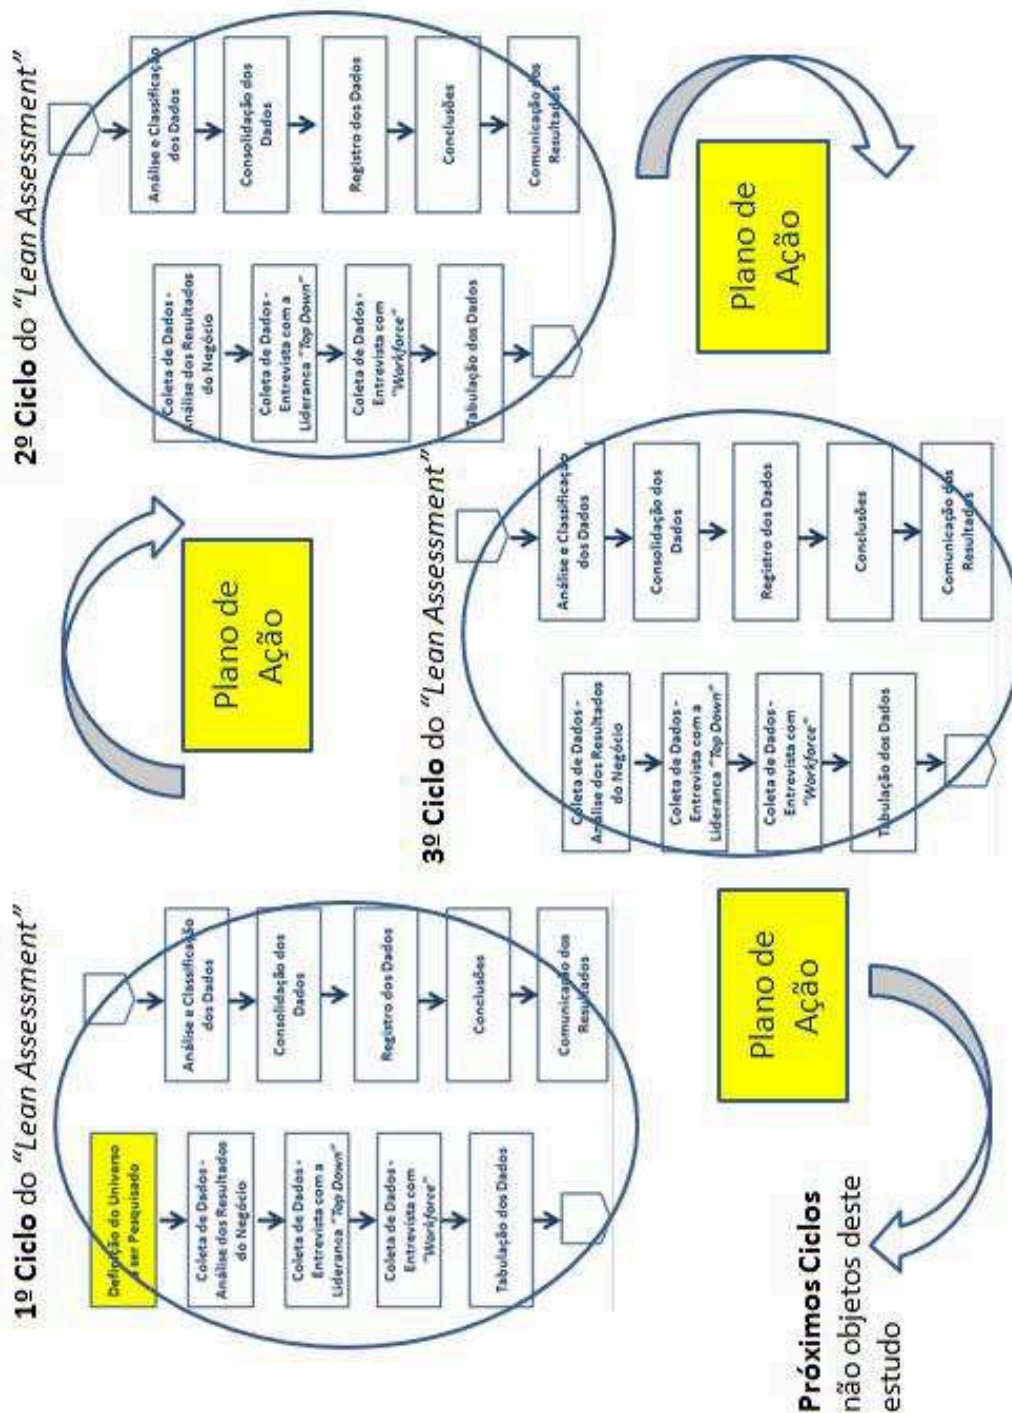 1º Ciclo do "Lean Assessment"
Definição do Universo
a ser Pesquisado
Coleta de Dados -
Análise dos Resultados
do Negócio
Coleta de Dados -
Entrevista com a
Lideranca "Top Down"
Coleta de Dados -
Entrevista com
"Workforce"
Tabulação dos Dados
Análise e Classificação
dos Dados
Consolidação dos
Dados
Registro dos Dados
Conclusões
Comunicação dos
Resultados
Plano de
Ação
2º Ciclo do "Lean Assessment"
Coleta de Dados -
Análise dos Resultados
do Negócio
Coleta de Dados -
Entrevista com a
Lideranca "Top Down"
Coleta de Dados -
Entrevista com
"Workforce"
Tabulação dos Dados
Análise e Classificação
dos Dados
Consolidação dos
Dados
Registro dos Dados
Conclusões
Comunicação dos
Resultados
Plano de
Ação
3º Ciclo do "Lean Assessment"
Coleta de Dados -
Análise dos Resultados
do Negócio
Coleta de Dados -
Entrevista com a
Lideranca "Top Down"
Coleta de Dados -
Entrevista com
"Workforce"
Tabulação dos Dados
Análise e Classificação
dos Dados
Consolidação dos
Dados
Registro dos Dados
Conclusões
Comunicação dos
Resultados
Plano de
Ação
Próximos Ciclos
não objetos deste
estudo